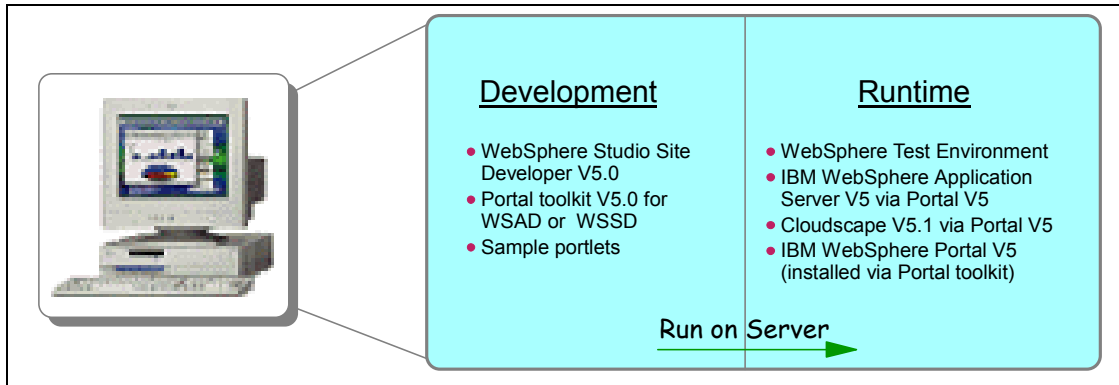 Development
• WebSphere Studio Site
Developer V5.0
• Portal toolkit V5.0 for
WSAD or WSSD
• Sample portlets
Runtime
• WebSphere Test Environment
• IBM WebSphere Application
Server V5 via Portal V5
• Cloudscape V5.1 via Portal V5
• IBM WebSphere Portal V5
(installed via Portal toolkit)
Run on Server